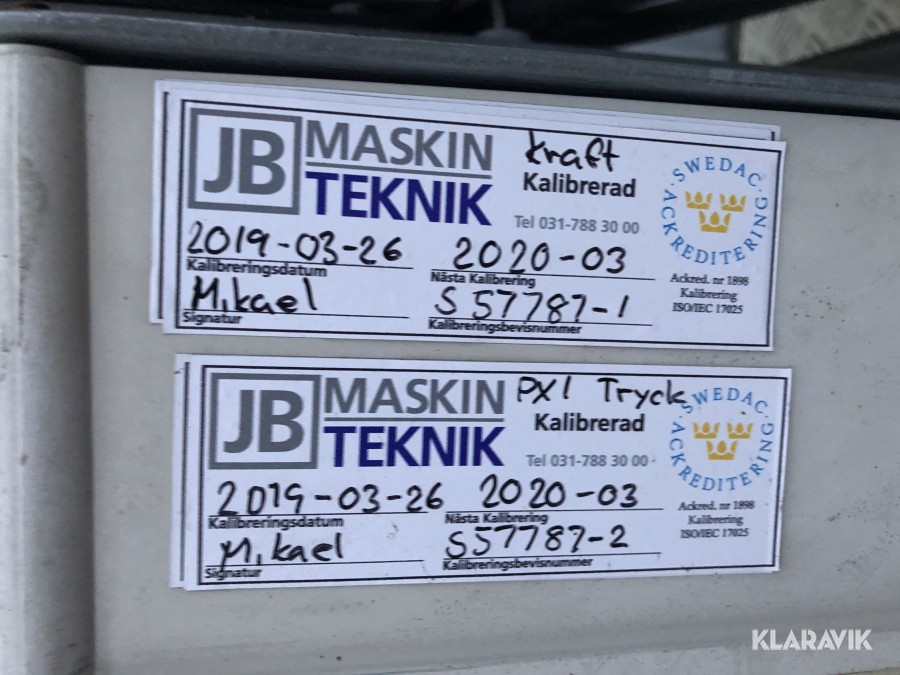 JB MASKIN TEKNIK
kraft
Kalibrerad
Tel 031-788 30 00
SWEDAC ACKREDITERING
2019-03-26 2020-03
Kalibreringsdatum Nästa Kalibrering
Mikael S57787-1
Signatur Kalibreringsbevisnummer
Ackred. nr 1898
Kalibrering
ISO/IEC 17025
JB MASKIN TEKNIK
PX1 Tryck
Kalibrerad
Tel 031-788 30 00
SWEDAC ACKREDITERING
2019-03-26 2020-03
Kalibreringsdatum Nästa Kalibrering
Mikael S57787-2
Signatur Kalibreringsbevisnummer
Ackred. nr 1898
Kalibrering
ISO/IEC 17025
KLARAVIK